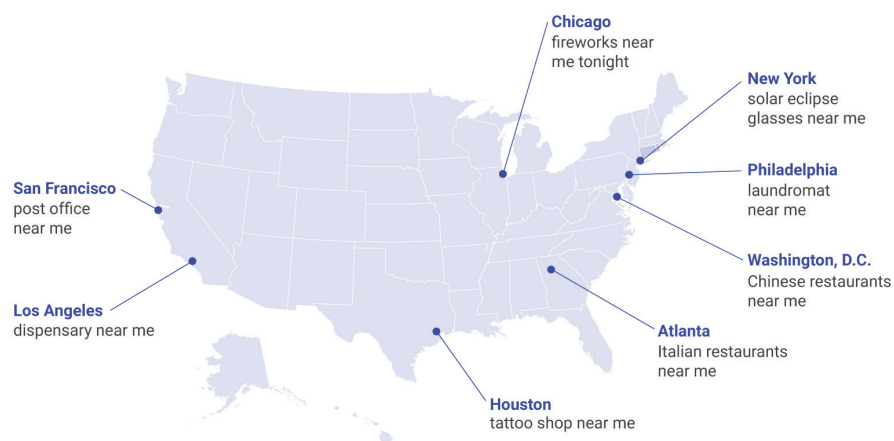 Chicago
fireworks near
me tonight
New York
solar eclipse
glasses near me
San Francisco
post office
near me
Philadelphia
laundromat
near me
Washington, D.C.
Chinese restaurants
near me
Los Angeles
dispensary near me
Atlanta
Italian restaurants
near me
Houston
tattoo shop near me